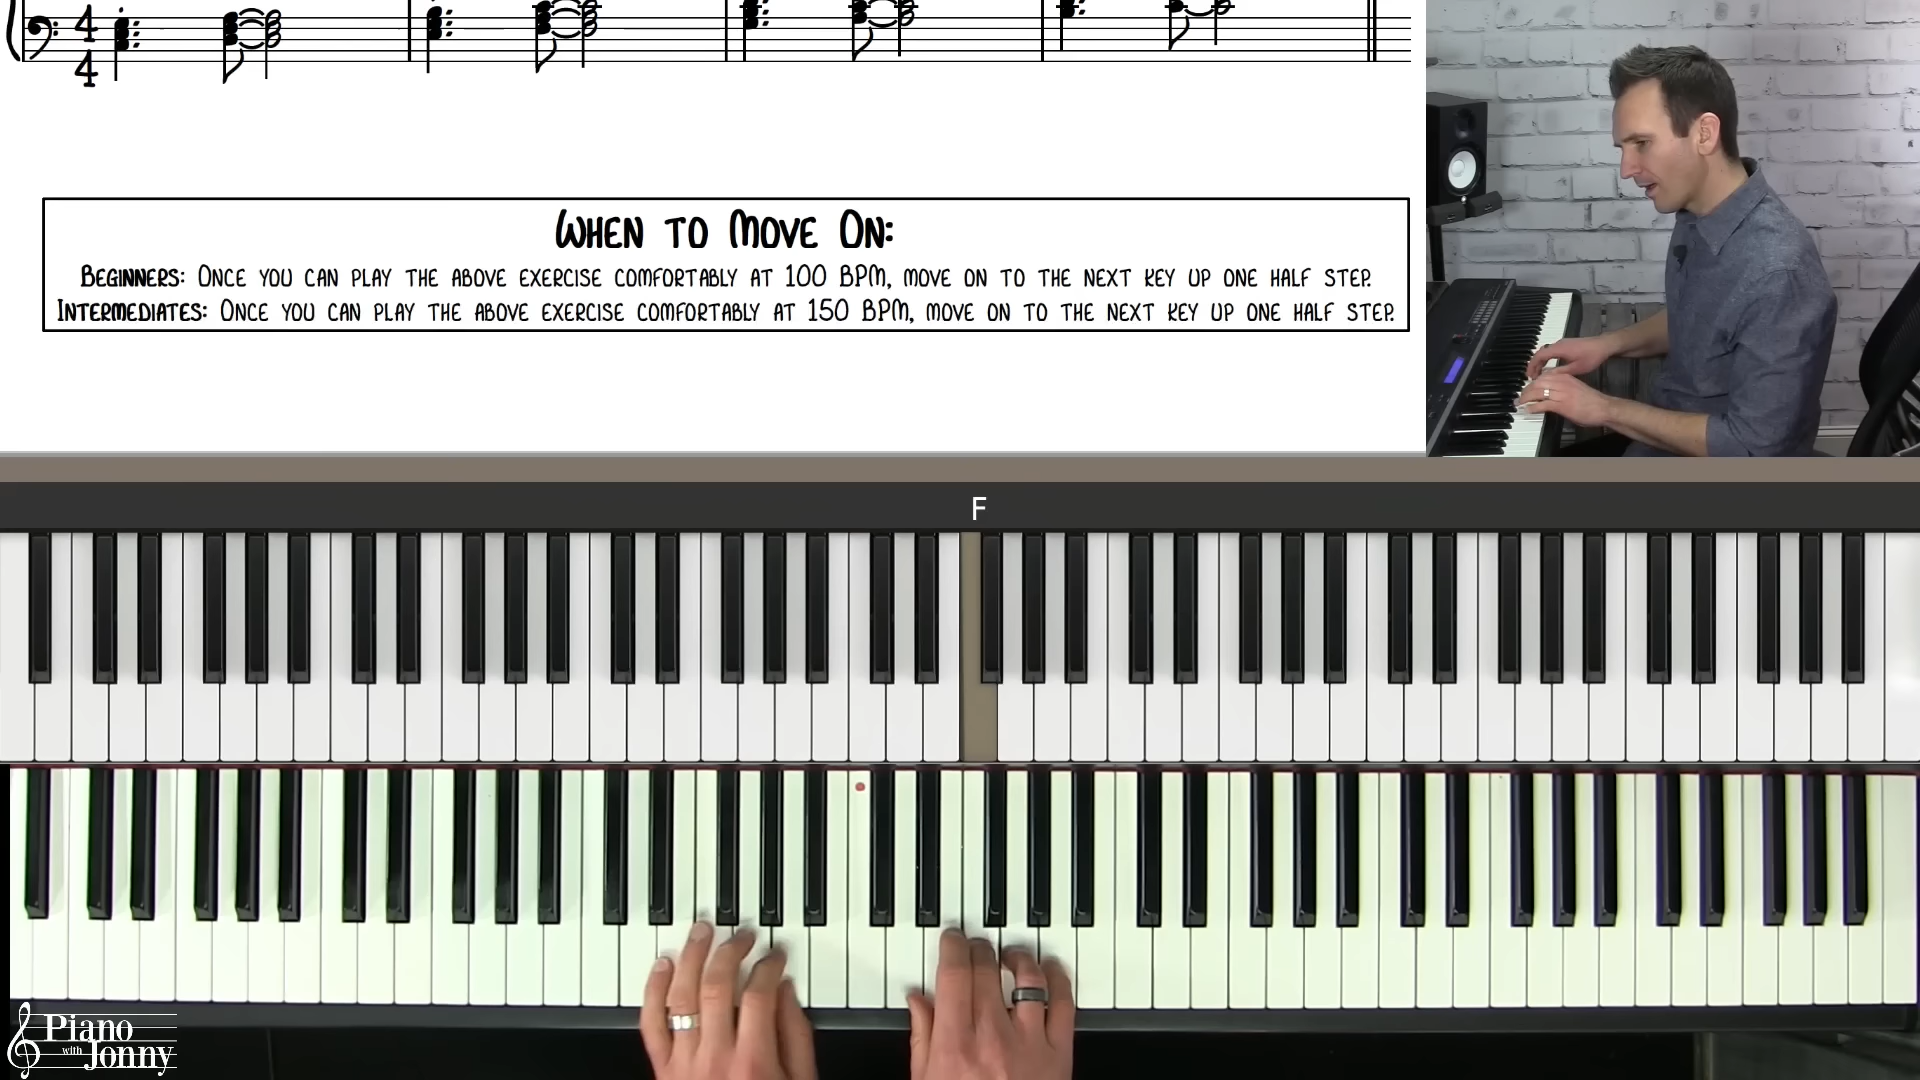 4
4
When to Move On:
Beginners: Once you can play the above exercise comfortably at 100 BPM, move on to the next key up one half step.
Intermediates: Once you can play the above exercise comfortably at 150 BPM, move on to the next key up one half step.
F
Piano
with Jonny